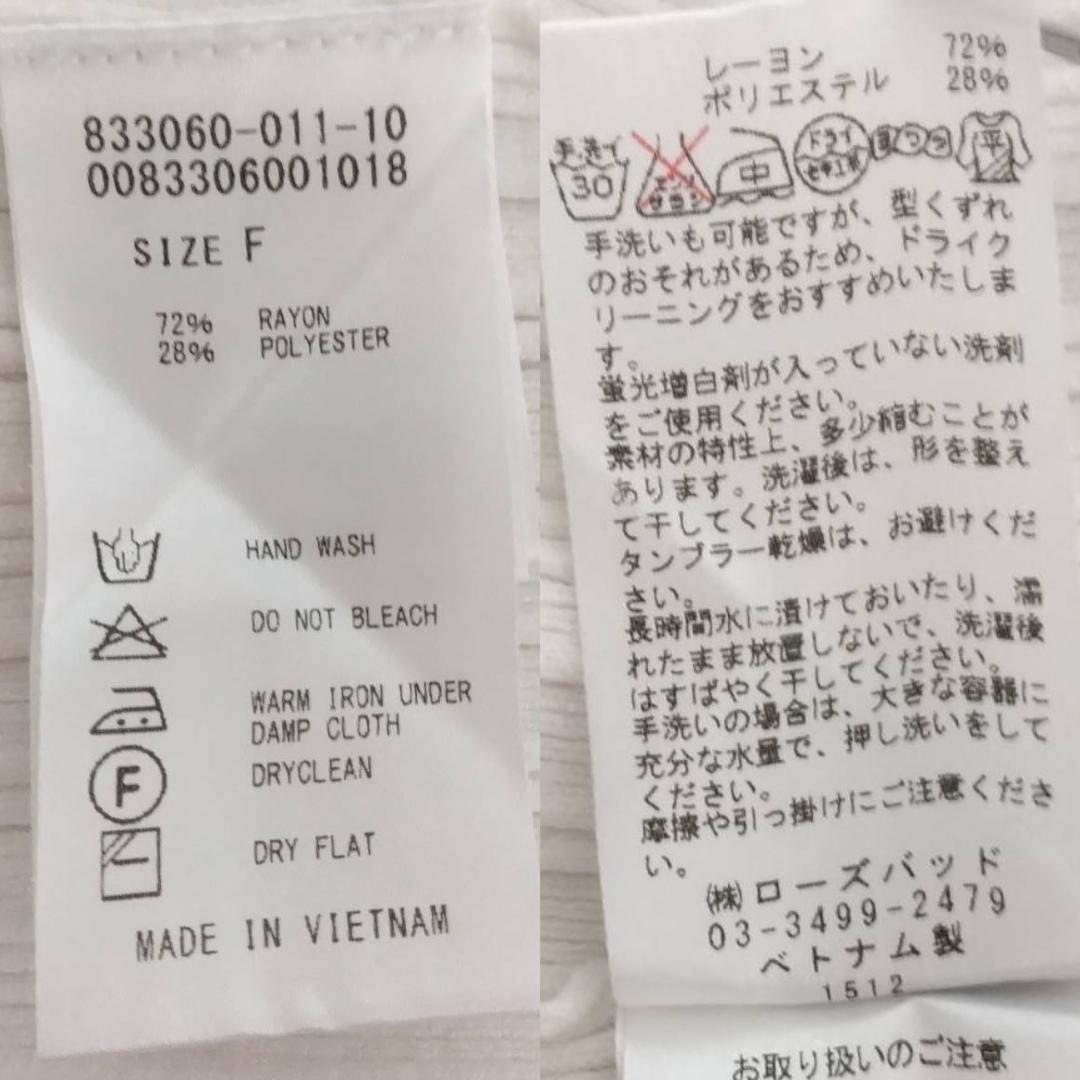 833060-011-10
0083306001018
SIZE F
72% RAYON
28% POLYESTER
HAND WASH
DO NOT BLEACH
WARM IRON UNDER
DAMP CLOTH
F
DRYCLEAN
DRY FLAT
MADE IN VIETNAM
レーヨン 72%
ポリエステル 28%
手洗イ
30
エンソ
サラシ
中
ドライ
セキユ系
平
手洗いも可能ですが、型くずれ
のおそれがあるため、ドライク
リーニングをおすすめいたしま
す。
蛍光増白剤が入っていない洗剤
をご使用ください。
素材の特性上、多少縮むことが
あります。洗濯後は、形を整え
て干してください。
タンブラー乾燥は、お避けくだ
さい。
長時間水に漬けておいたり、濡
れたまま放置しないで、洗濯後
はすばやく干してください。
手洗いの場合は、大きな容器に
充分な水量で、押し洗いをして
ください。
摩擦や引っ掛けにご注意くださ
い。
㈱ローズバッド
03-3499-2479
ベトナム製
1512
お取り扱いのご注意